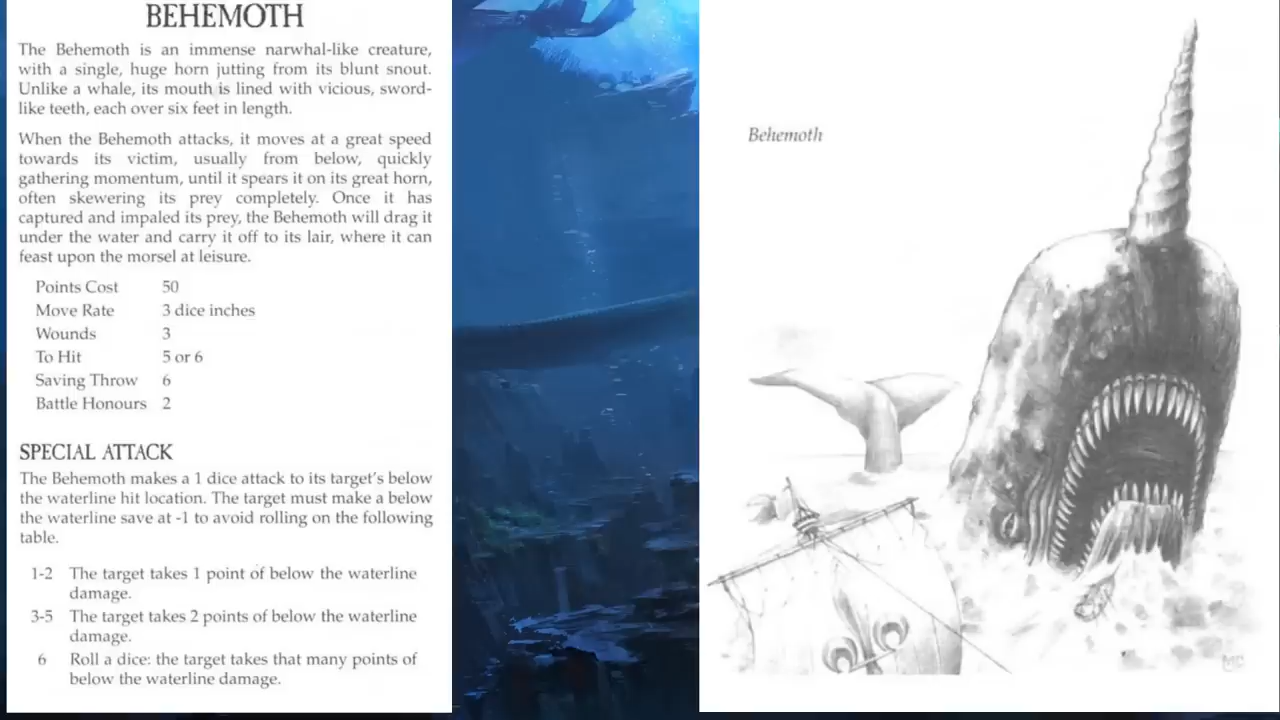 BEHEMOTH
The Behemoth is an immense narwhal-like creature,
with a single, huge horn jutting from its blunt snout.
Unlike a whale, its mouth is lined with vicious, sword-
like teeth, each over six feet in length.
When the Behemoth attacks, it moves at a great speed
towards its victim, usually from below, quickly
gathering momentum, until it spears it on its great horn,
often skewering its prey completely. Once it has
captured and impaled its prey, the Behemoth will drag it
under the water and carry it off to its lair, where it can
feast upon the morsel at leisure.
Points Cost 50
Move Rate 3 dice inches
Wounds 3
To Hit 5 or 6
Saving Throw 6
Battle Honours 2
SPECIAL ATTACK
The Behemoth makes a 1 dice attack to its target's below
the waterline hit location. The target must make a below
the waterline save at -1 to avoid rolling on the following
table.
1-2 The target takes 1 point of below the waterline
damage.
3-5 The target takes 2 points of below the waterline
damage.
6 Roll a dice: the target takes that many points of
below the waterline damage.
Behemoth